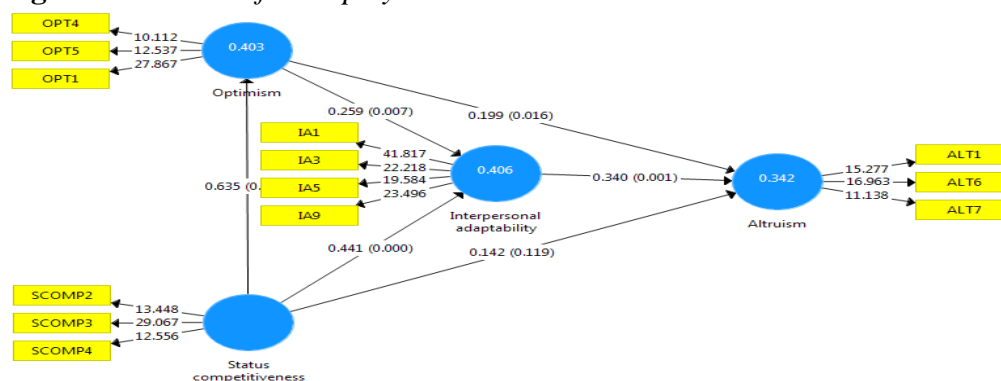 OPT4
OPT5
OPT1
10.112
12.537
27.867
0.403
Optimism
0.259 (0.007)
0.199 (0.016)
IA1
IA3
IA5
IA9
41.817
22.218
19.584
23.496
0.406
Interpersonal
adaptability
0.635 (0.
0.340 (0.001)
0.342
Altruism
15.277
16.963
11.138
ALT1
ALT6
ALT7
0.441 (0.000)
0.142 (0.119)
SCOMP2
SCOMP3
SCOMP4
13.448
29.067
12.556
Status
competitiveness